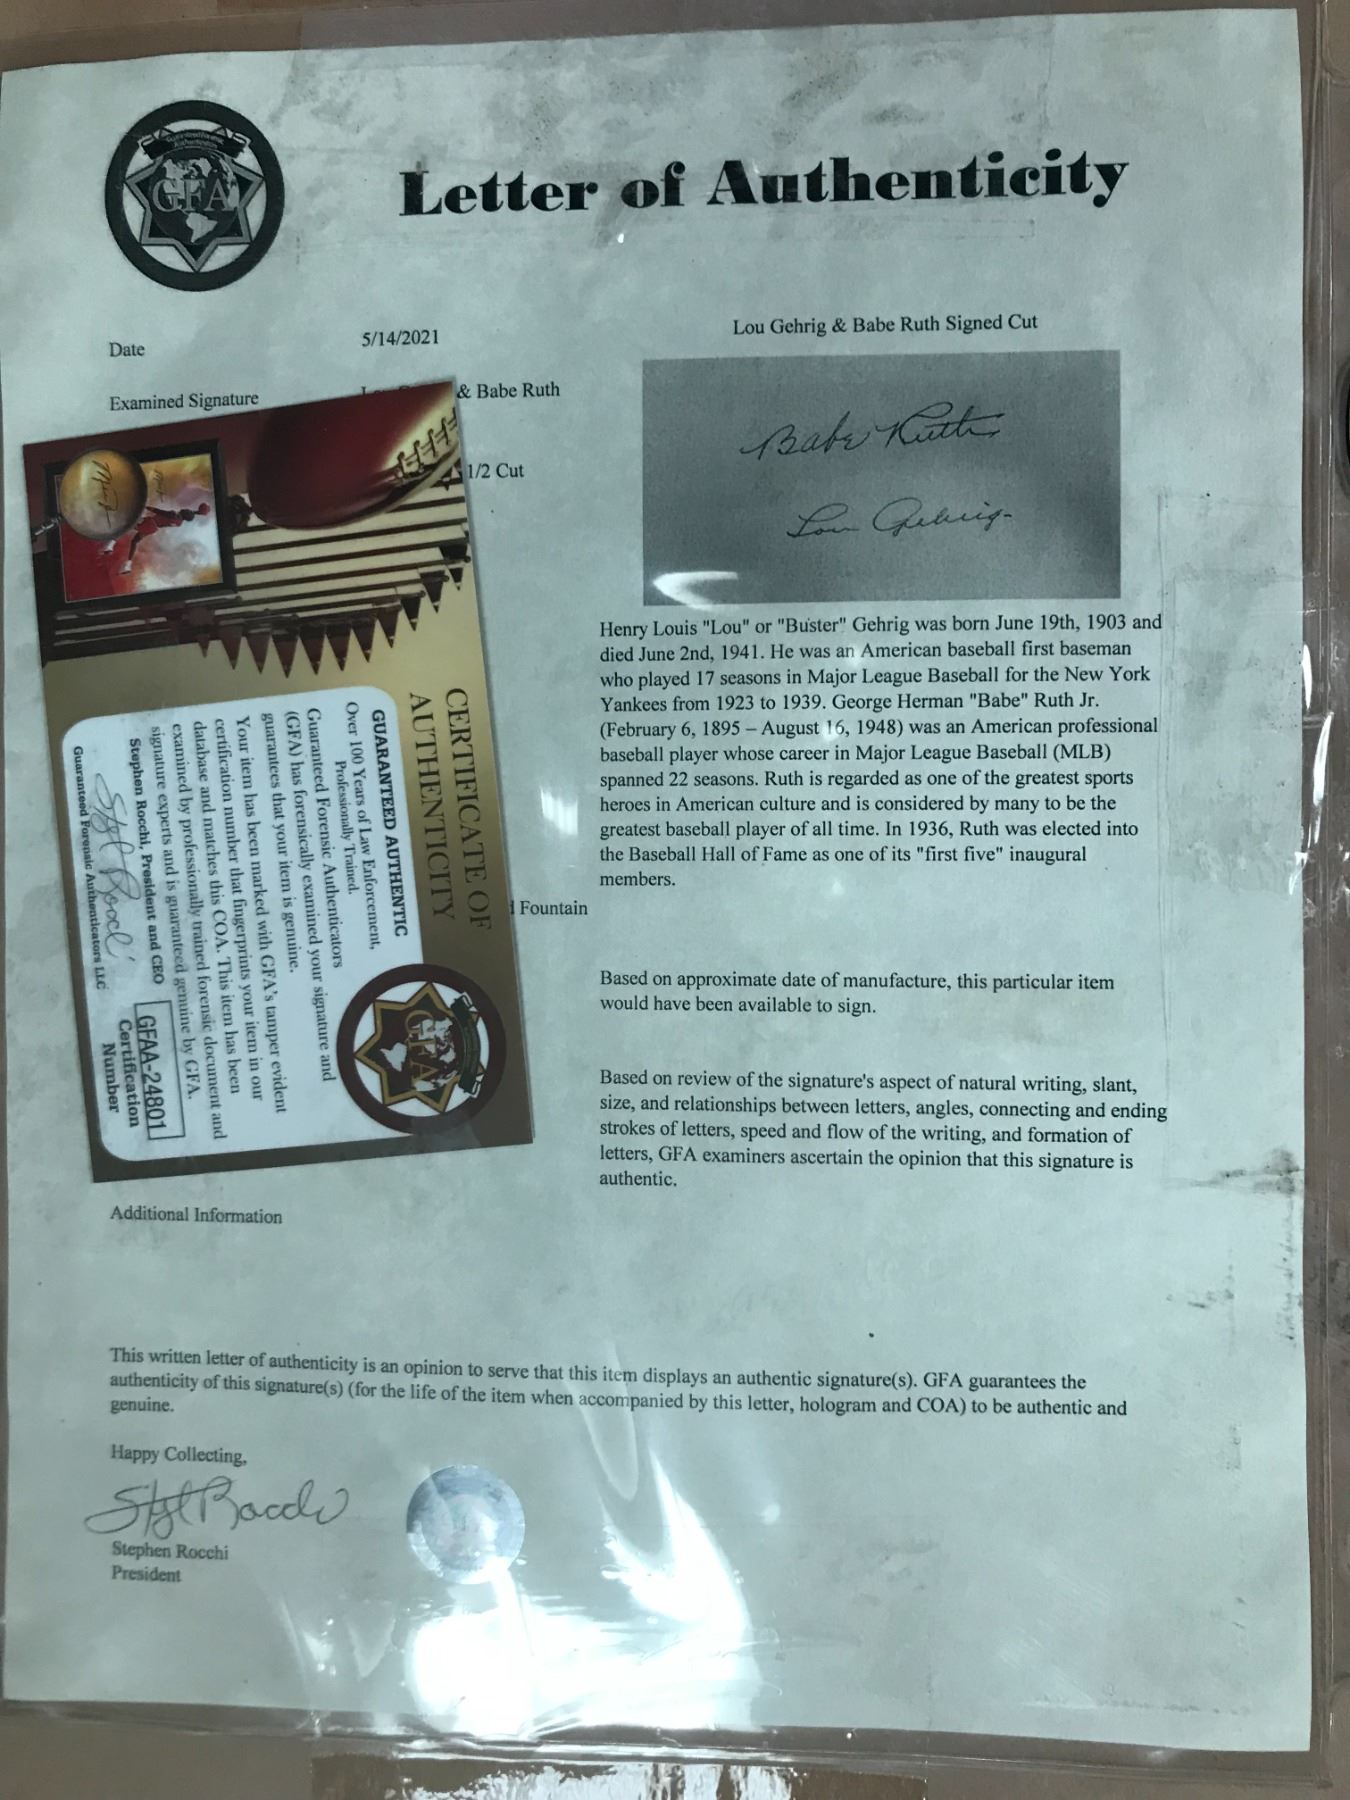 GFA
Letter of Authenticity
Date
5/14/2021
Examined Signature
& Babe Ruth
1/2 Cut
Fountain
Lou Gehrig & Babe Ruth Signed Cut
Babe Ruth
Lou Gehrig
Henry Louis "Lou" or "Buster" Gehrig was born June 19th, 1903 and
died June 2nd, 1941. He was an American baseball first baseman
who played 17 seasons in Major League Baseball for the New York
Yankees from 1923 to 1939. George Herman "Babe" Ruth Jr.
(February 6, 1895 – August 16, 1948) was an American professional
baseball player whose career in Major League Baseball (MLB)
spanned 22 seasons. Ruth is regarded as one of the greatest sports
heroes in American culture and is considered by many to be the
greatest baseball player of all time. In 1936, Ruth was elected into
the Baseball Hall of Fame as one of its "first five" inaugural
members.
Based on approximate date of manufacture, this particular item
would have been available to sign.
Based on review of the signature's aspect of natural writing, slant,
size, and relationships between letters, angles, connecting and ending
strokes of letters, speed and flow of the writing, and formation of
letters, GFA examiners ascertain the opinion that this signature is
authentic.
CERTIFICATE OF
AUTHENTICITY
GUARANTEED AUTHENTIC
Over 100 Years of Law Enforcement,
Professionally Trained.
Guaranteed Forensic Authenticators
(GFA) has forensically examined your signature and
guarantees that your item is genuine.
Your item has been marked with GFA's tamper evident
certification number that fingerprints your item in our
database and matches this COA. This item has been
examined by professionally trained forensic document and
signature experts and is guaranteed genuine by GFA.
Stephen Rocchi, President and CEO
Guaranteed Forensic Authenticators LLC
GFAA-24801
Certification
Number
GFA
Additional Information
This written letter of authenticity is an opinion to serve that this item displays an authentic signature(s). GFA guarantees the
authenticity of this signature(s) (for the life of the item when accompanied by this letter, hologram and COA) to be authentic and
genuine.
Happy Collecting,
Stephen Rocchi
President